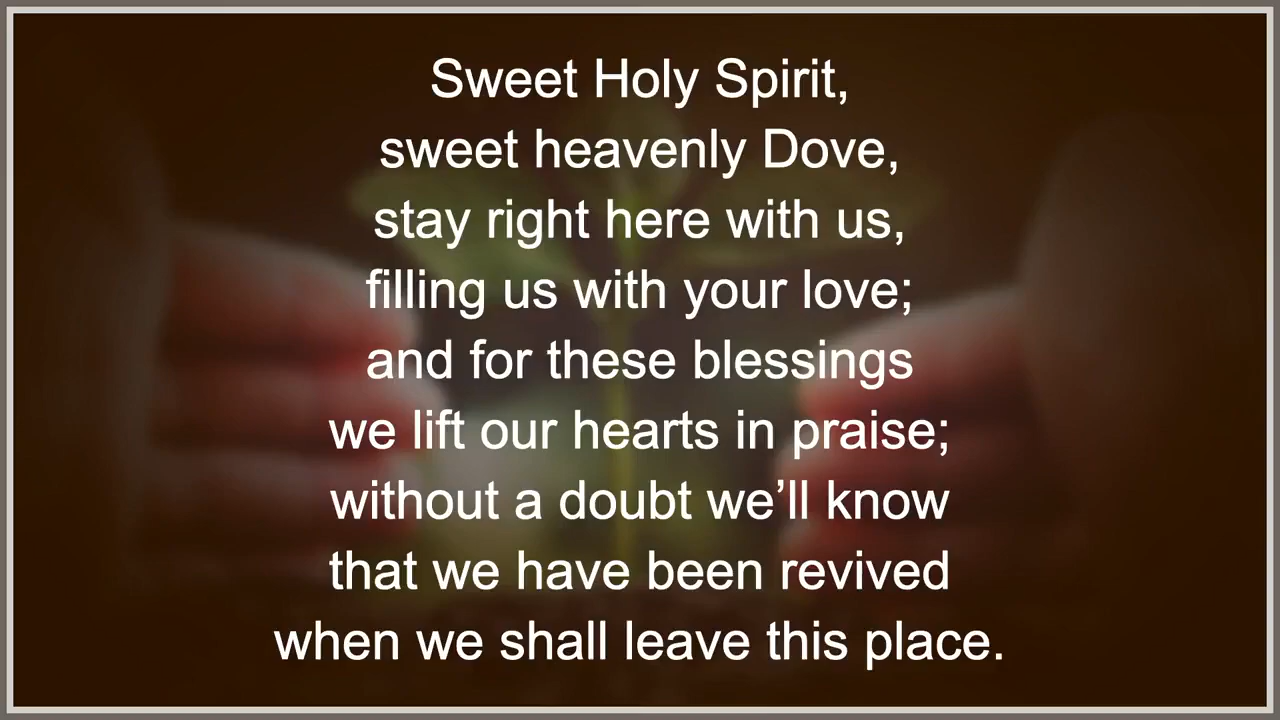 Sweet Holy Spirit,
sweet heavenly Dove,
stay right here with us,
filling us with your love;
and for these blessings
we lift our hearts in praise;
without a doubt we’ll know
that we have been revived
when we shall leave this place.